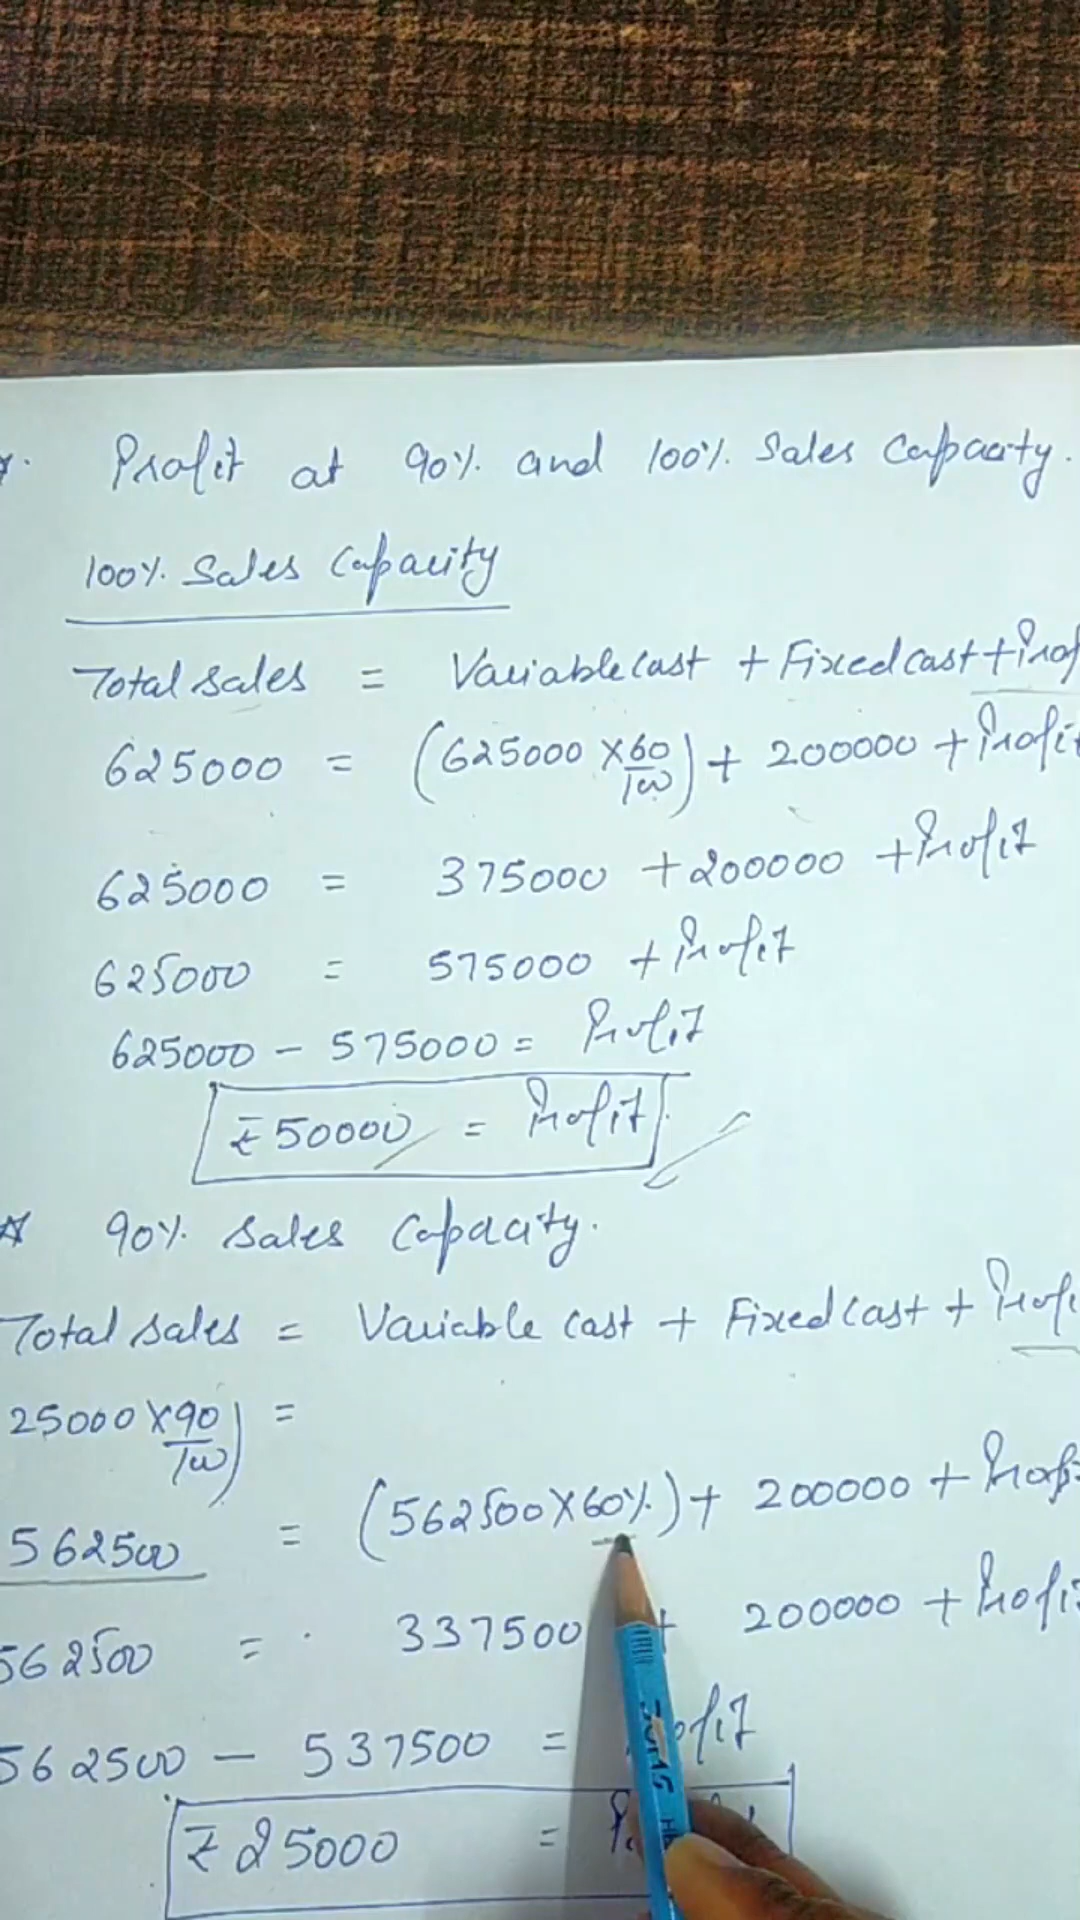 Profit at 90% and 100% Sales Capacity.
100% Sales Capacity
Total sales = Variable cost + Fixed cost + Prof
625000 = (625000 × 60/100) + 200000 + Profit
625000 = 375000 + 200000 + Profit
625000 = 575000 + Profit
625000 - 575000 = Profit
₹ 50000 = Profit
90% Sales Capacity.
Total sales = Variable cost + Fixed cost + Prof
25000 × 90/100) =
562500 = (562500 × 60%) + 200000 + Profi
562500 = 337500 + 200000 + Profit
562500 - 537500 = ofit
₹ 25000 =